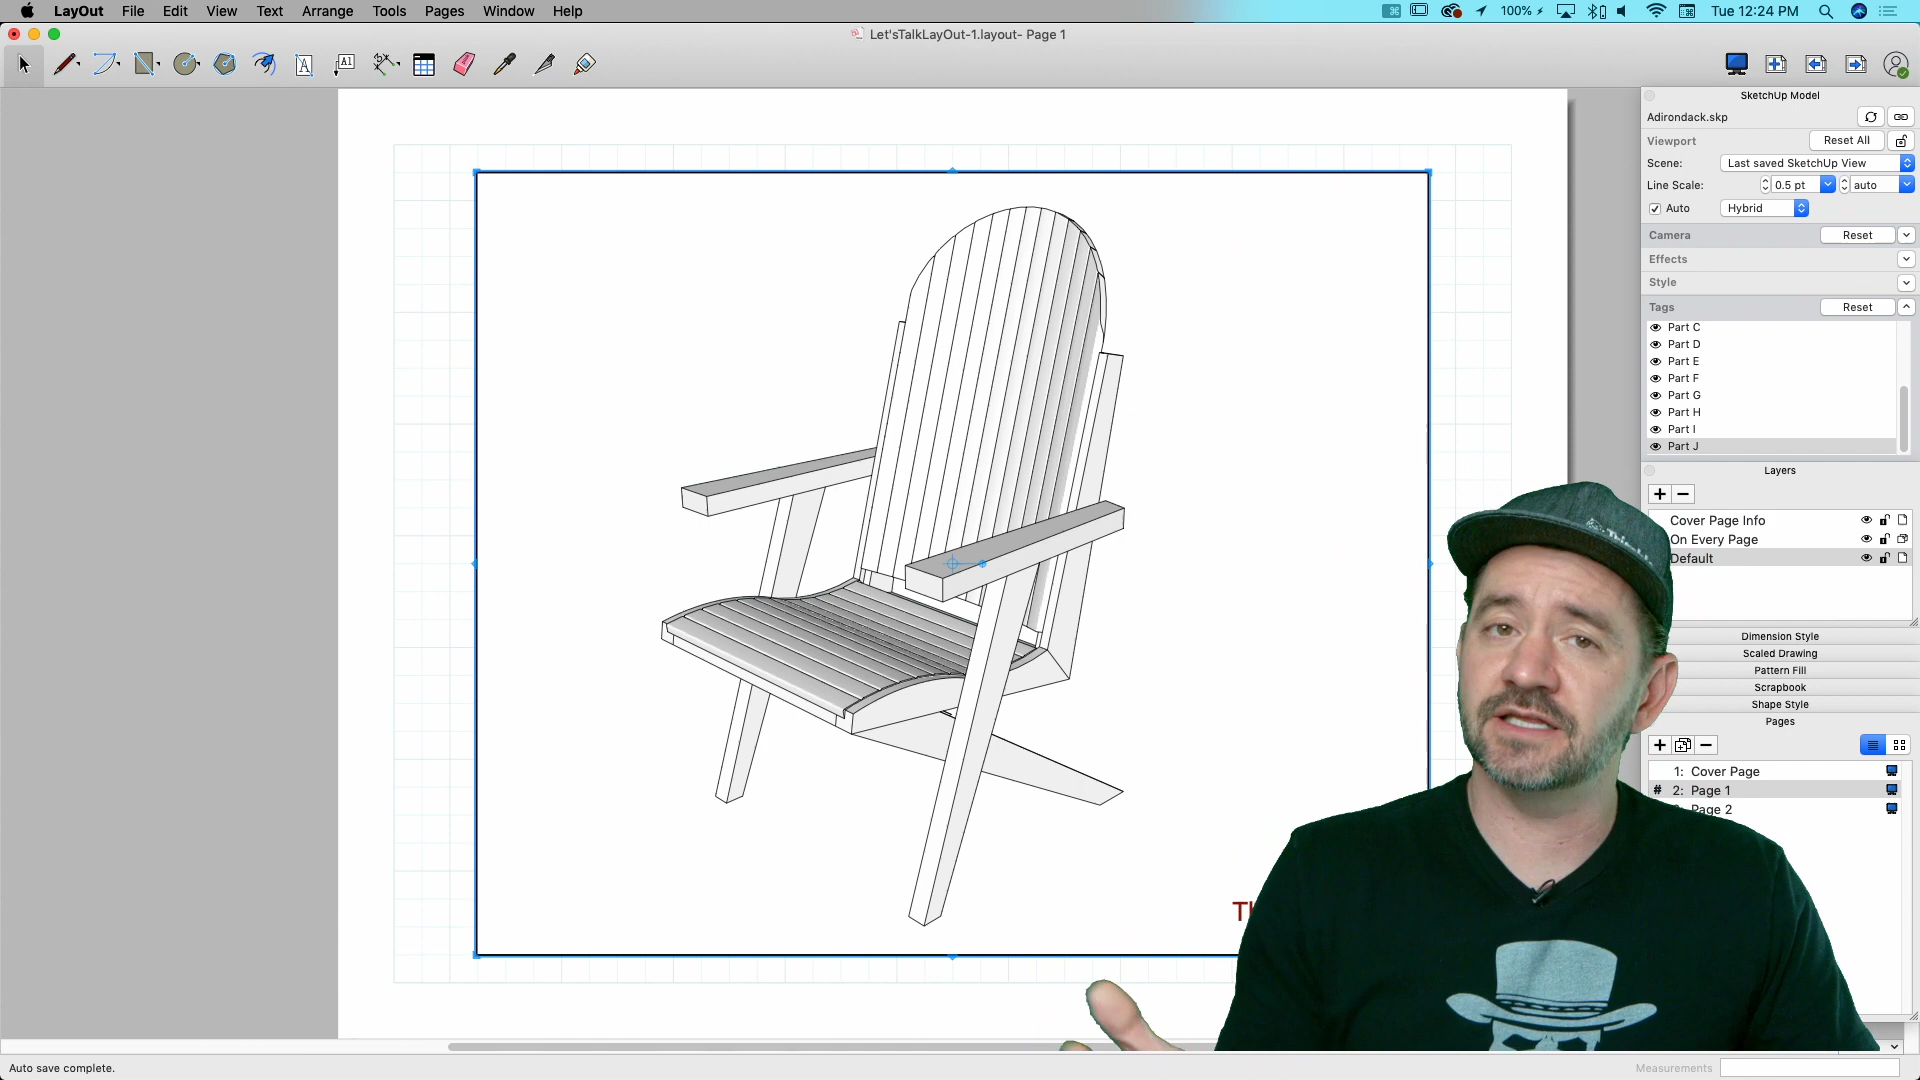 LayOut File Edit View Text Arrange Tools Pages Window Help
100% Tue 12:24 PM
Let'sTalkLayOut-1.layout- Page 1
A
A1
SketchUp Model
Adirondack.skp
Viewport Reset All
Scene: Last saved SketchUp View
Line Scale: 0.5 pt auto
Auto Hybrid
Camera Reset
Effects
Style
Tags Reset
Part C
Part D
Part E
Part F
Part G
Part H
Part I
Part J
Layers
Cover Page Info
On Every Page
Default
Dimension Style
Scaled Drawing
Pattern Fill
Scrapbook
Shape Style
Pages
1: Cover Page
# 2: Page 1
Page 2
Auto save complete.
Measurements